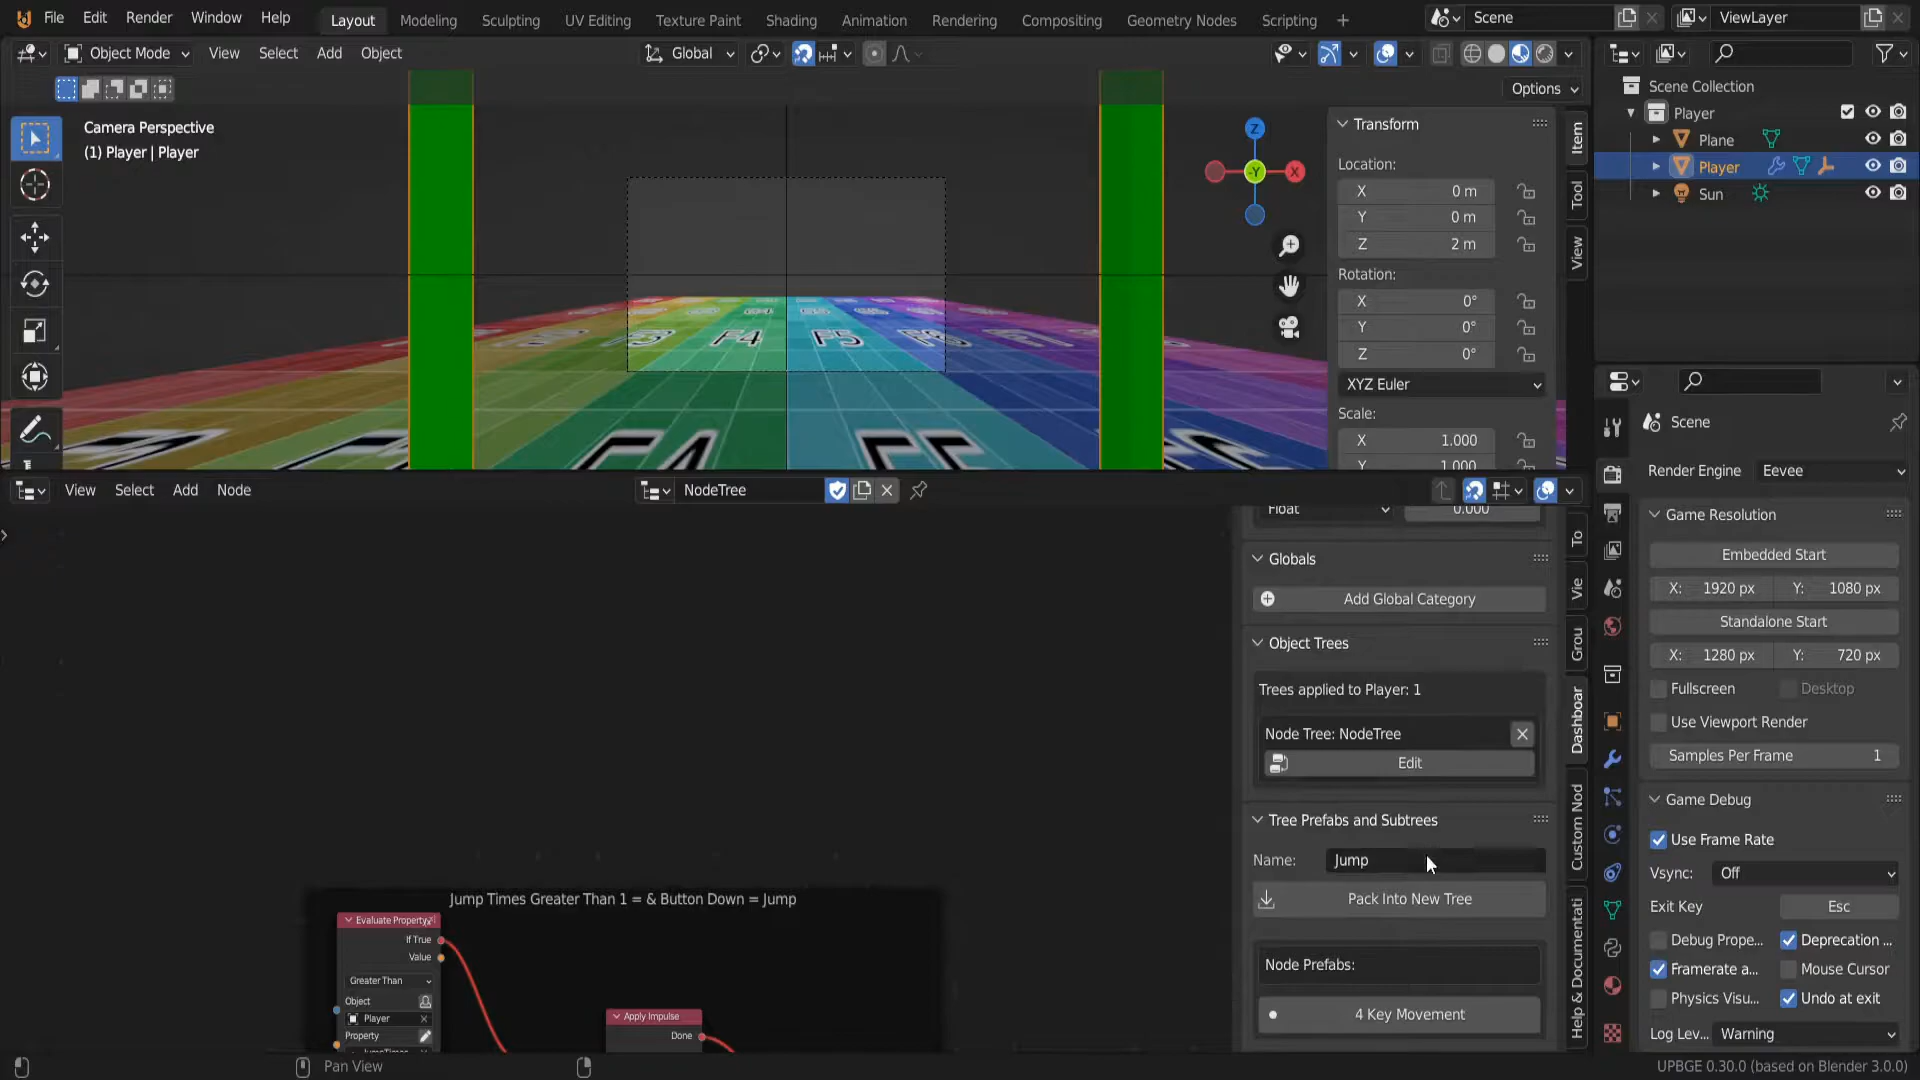 File Edit Render Window Help Layout Modeling Sculpting UV Editing Texture Paint Shading Animation Rendering Compositing Geometry Nodes Scripting + Scene ViewLayer
Object Mode View Select Add Object Global
Options
Camera Perspective
(1) Player | Player
Z
-Y
X
F4
F5
Transform
Location:
X 0 m
Y 0 m
Z 2 m
Rotation:
X 0°
Y 0°
Z 0°
XYZ Euler
Scale:
X 1.000
Y 1.000
Item
Tool
View
Scene Collection
Player
Plane
Player
Sun
View Select Add Node NodeTree
Float 0.000
Globals
Add Global Category
Object Trees
Trees applied to Player: 1
Node Tree: NodeTree
Edit
Tree Prefabs and Subtrees
Name: Jump
Pack Into New Tree
Node Prefabs:
4 Key Movement
To
Vie
Grou
Dashboar
Custom Nod
Help & Documentati
Jump Times Greater Than 1 = & Button Down = Jump
Evaluate Property
If True
Value
Greater Than
Object
Player
Property
Apply Impulse
Done
Scene
Render Engine Eevee
Game Resolution
Embedded Start
X: 1920 px Y: 1080 px
Standalone Start
X: 1280 px Y: 720 px
Fullscreen Desktop
Use Viewport Render
Samples Per Frame 1
Game Debug
Use Frame Rate
Vsync: Off
Exit Key Esc
Debug Prope... Deprecation ...
Framerate a... Mouse Cursor
Physics Visu... Undo at exit
Log Lev... Warning
Pan View
UPBGE 0.30.0 (based on Blender 3.0.0)